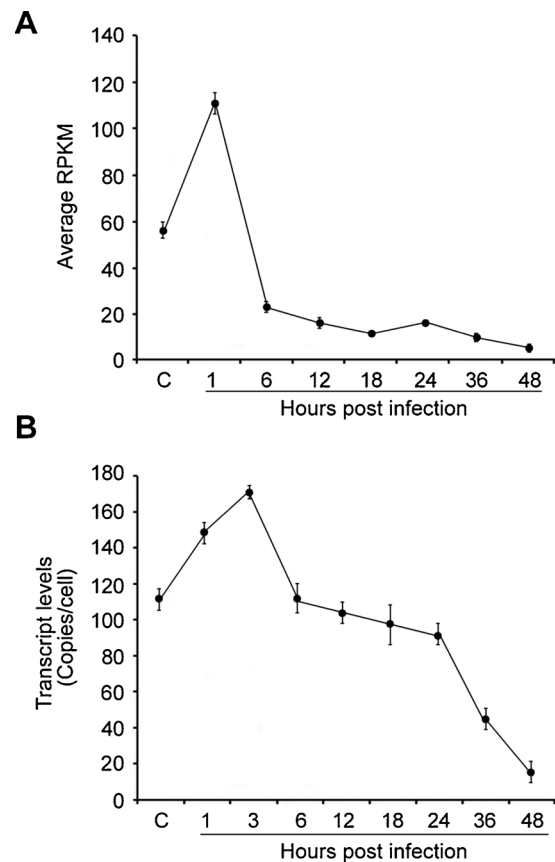 A
Average RPKM
140
120
100
80
60
40
20
0
C 1 6 12 18 24 36 48
Hours post infection
B
Transcript levels
(Copies/cell)
180
160
140
120
100
80
60
40
20
0
C 1 3 6 12 18 24 36 48
Hours post infection